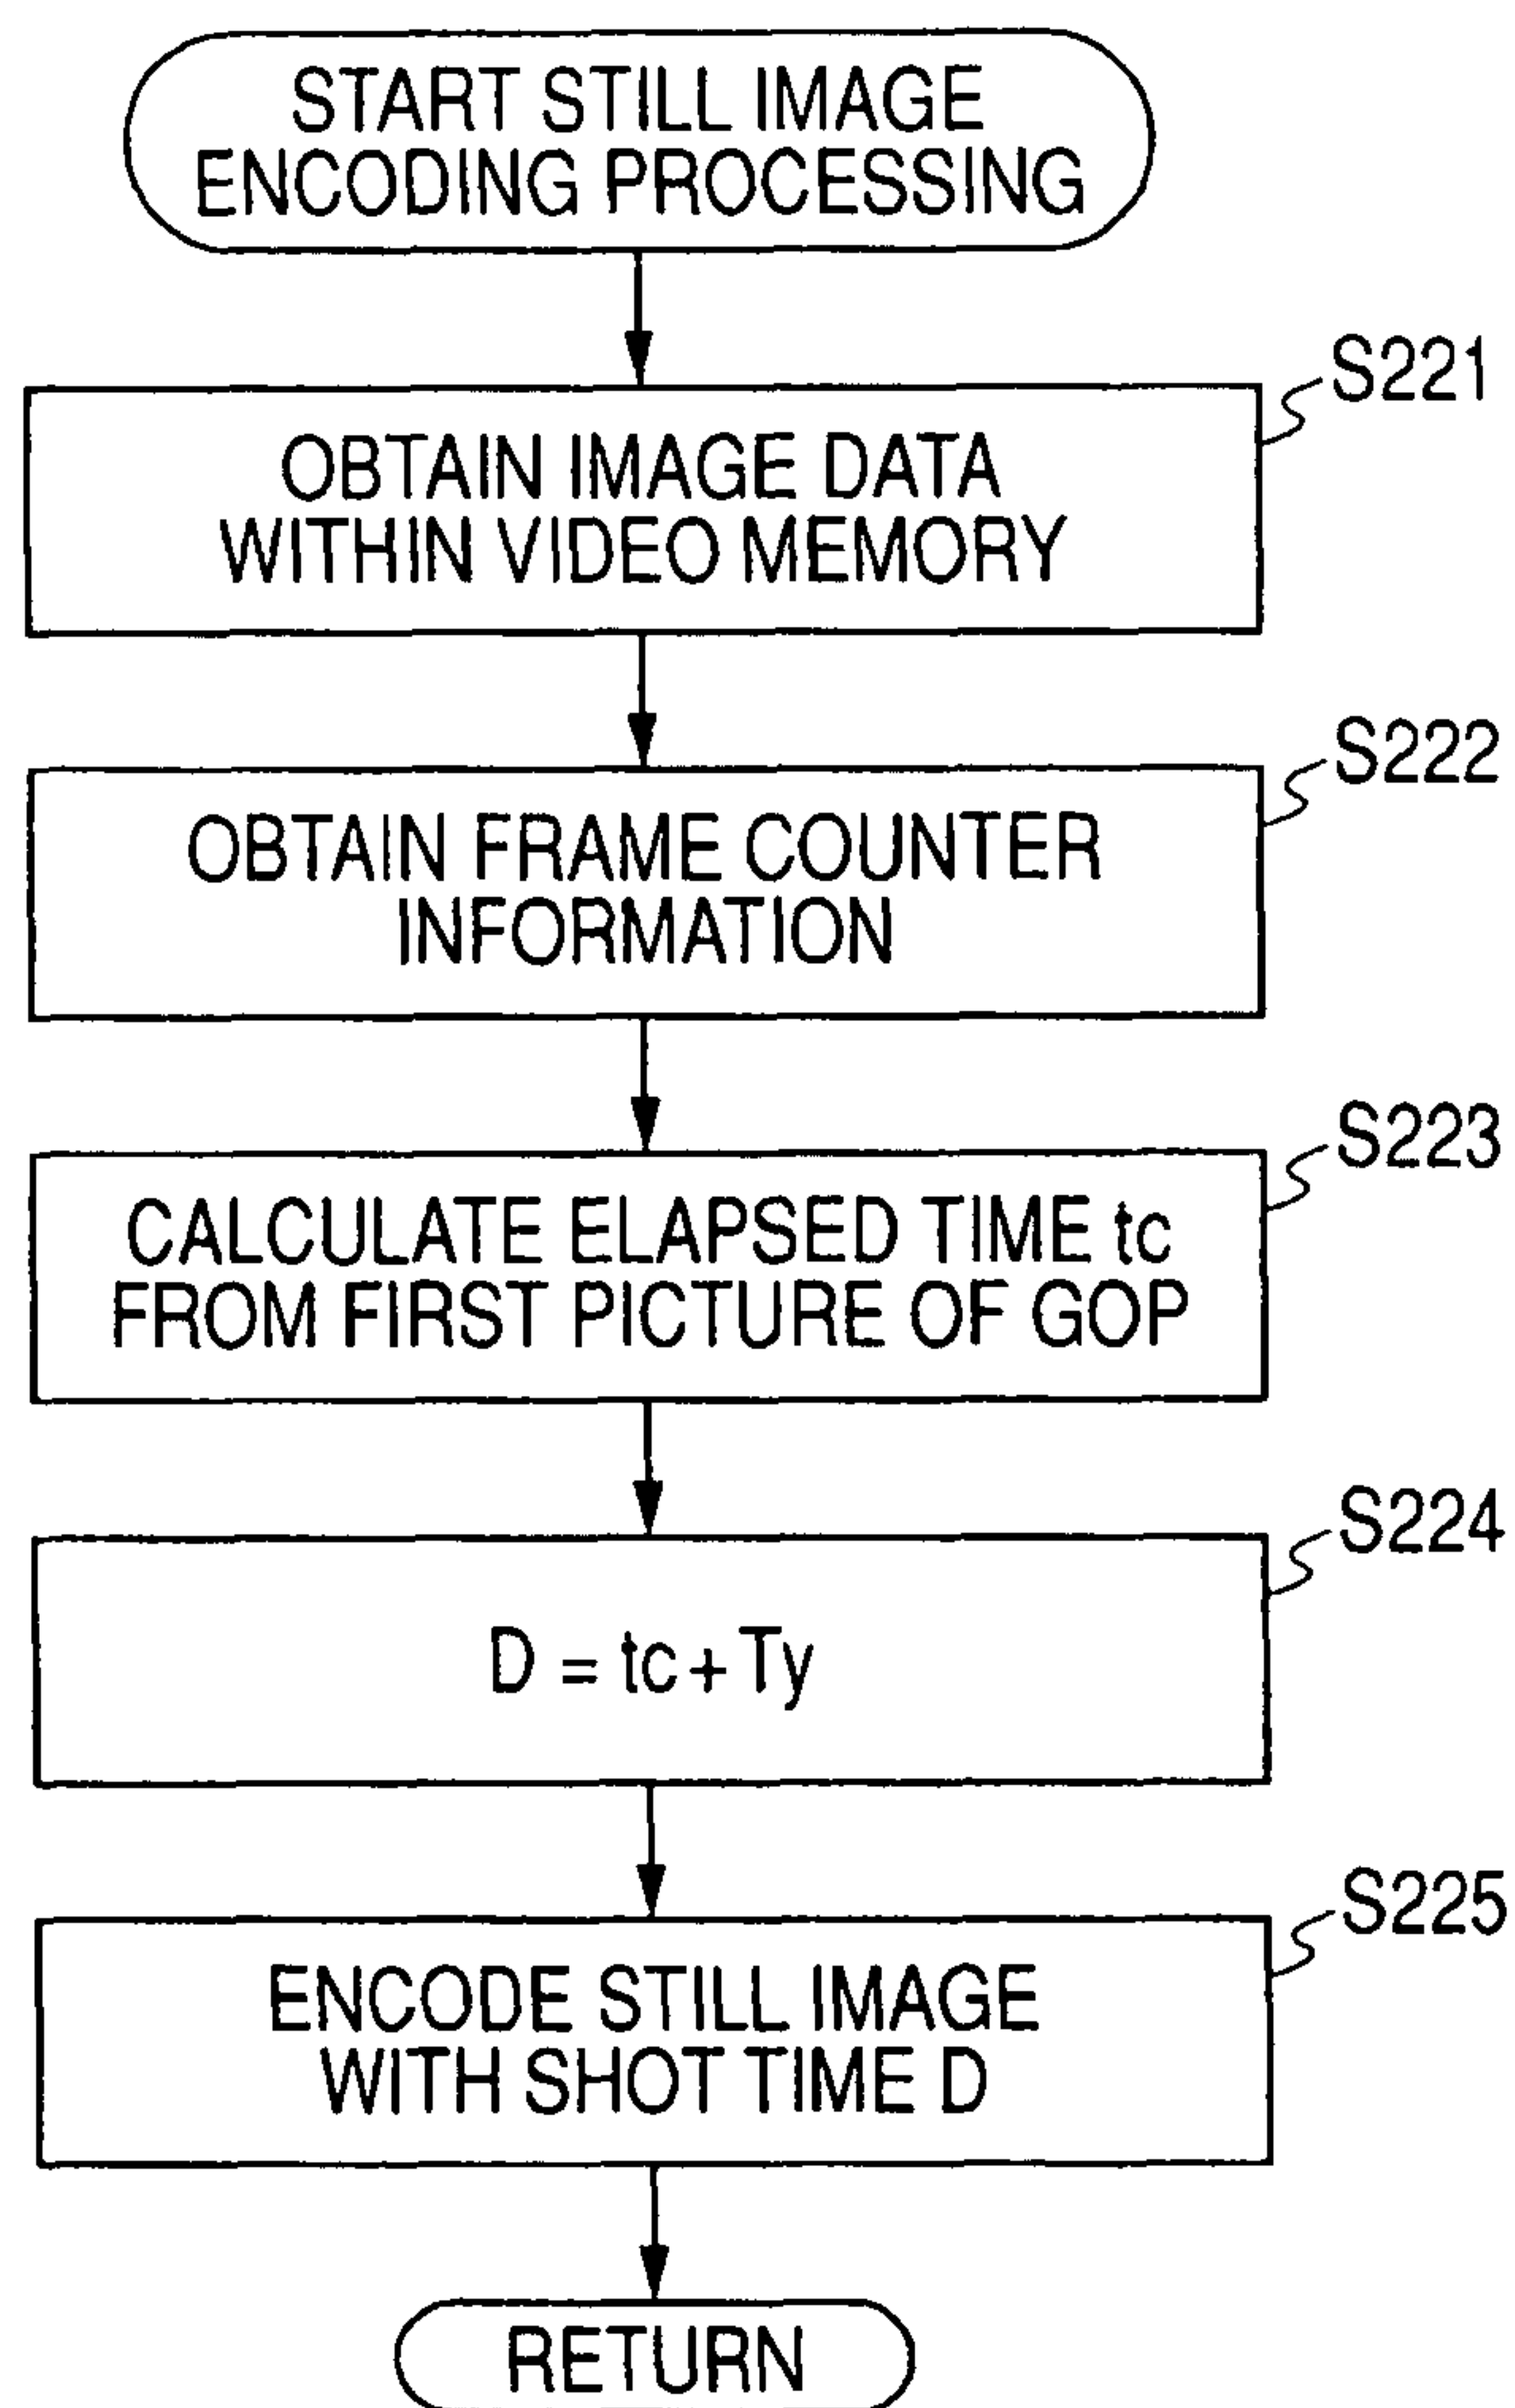 START STILL IMAGE
ENCODING PROCESSING
S221
OBTAIN IMAGE DATA
WITHIN VIDEO MEMORY
S222
OBTAIN FRAME COUNTER
INFORMATION
S223
CALCULATE ELAPSED TIME tc
FROM FIRST PICTURE OF GOP
S224
D = tc + Ty
S225
ENCODE STILL IMAGE
WITH SHOT TIME D
RETURN